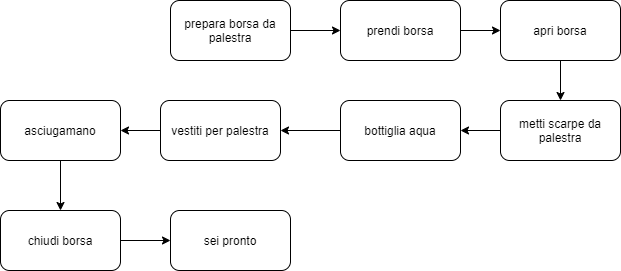 prepara borsa da
palestra
prendi borsa
apri borsa
metti scarpe da
palestra
bottiglia aqua
vestiti per palestra
asciugamano
chiudi borsa
sei pronto